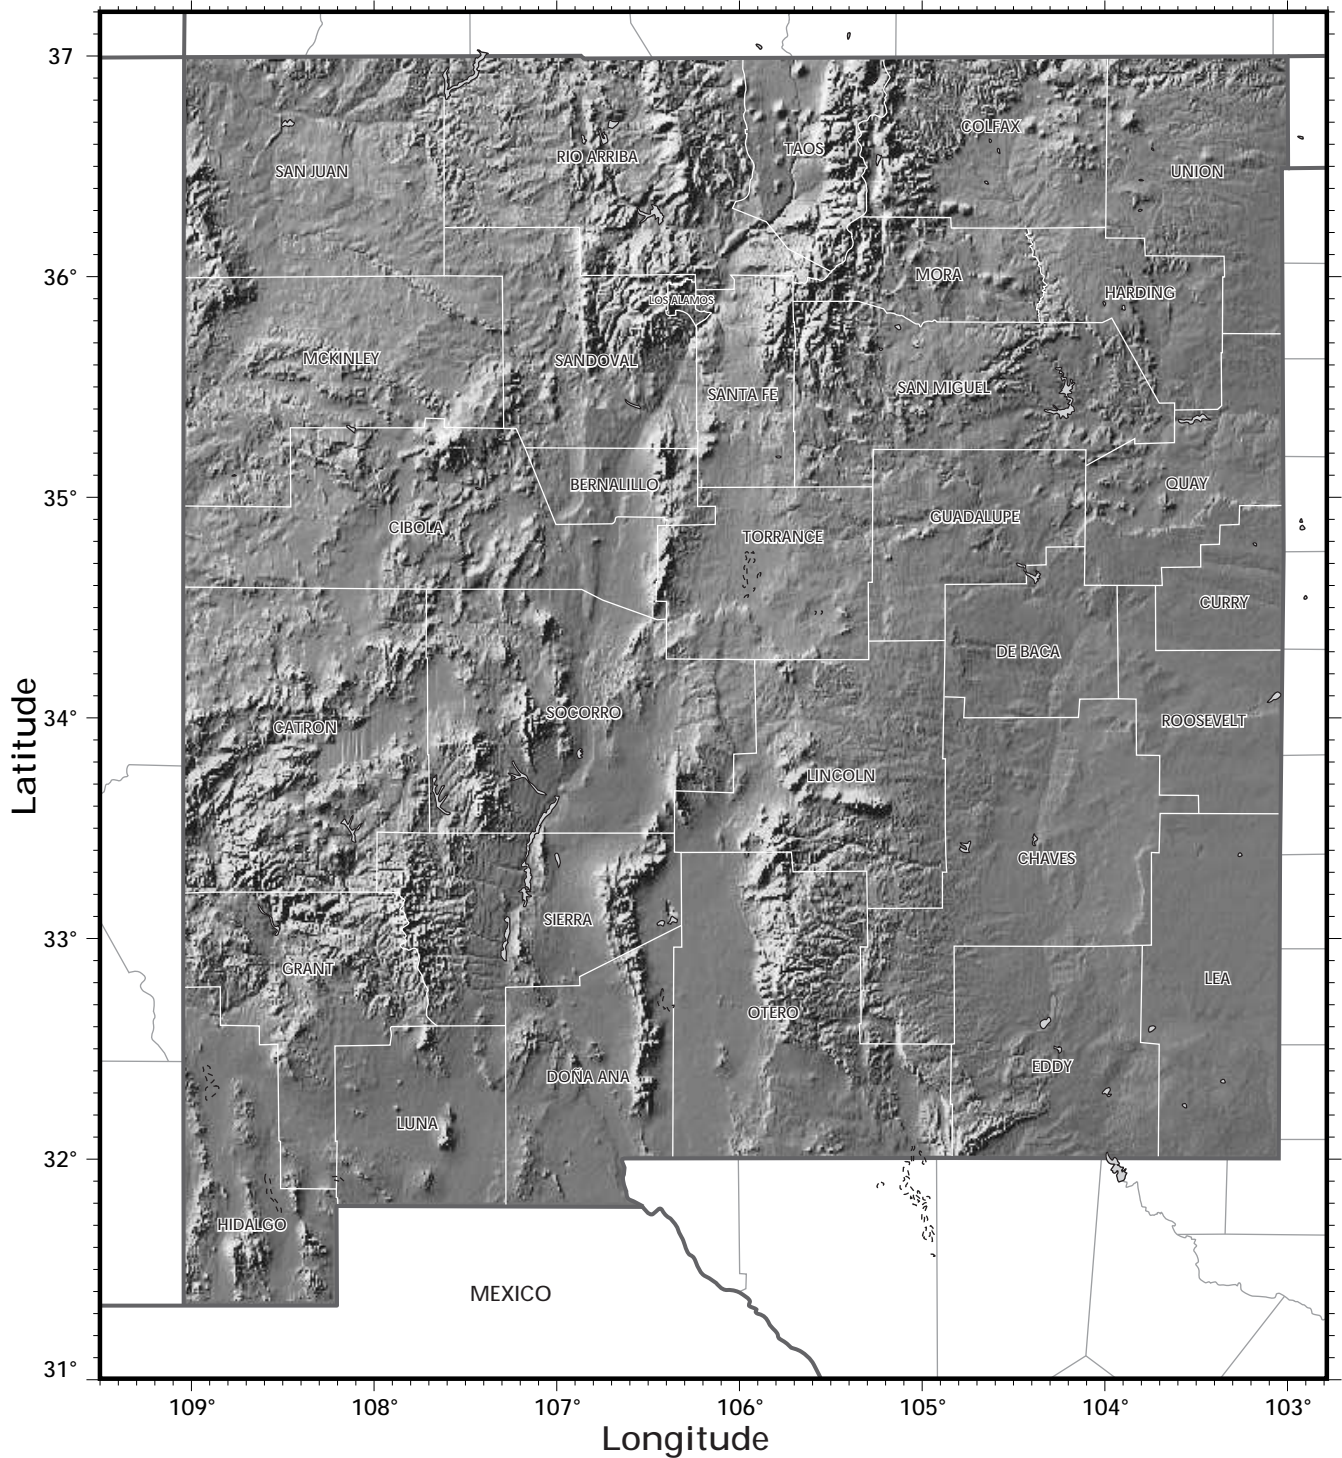 37
COLFAX
TAOS
RIO ARRIBA
SAN JUAN
UNION
36°
MORA
HARDING
LOS ALAMOS
MCKINLEY
SANDOVAL
SAN MIGUEL
SANTA FE
35°
BERNALILLO
QUAY
GUADALUPE
CIBOLA
TORRANCE
CURRY
DE BACA
34°
SOCORRO
ROOSEVELT
CATRON
Latitude
LINCOLN
CHAVES
33°
SIERRA
GRANT
LEA
OTERO
EDDY
DOÑA ANA
LUNA
32°
HIDALGO
MEXICO
31°
109° 108° 107° 106° 105° 104° 103°
Longitude